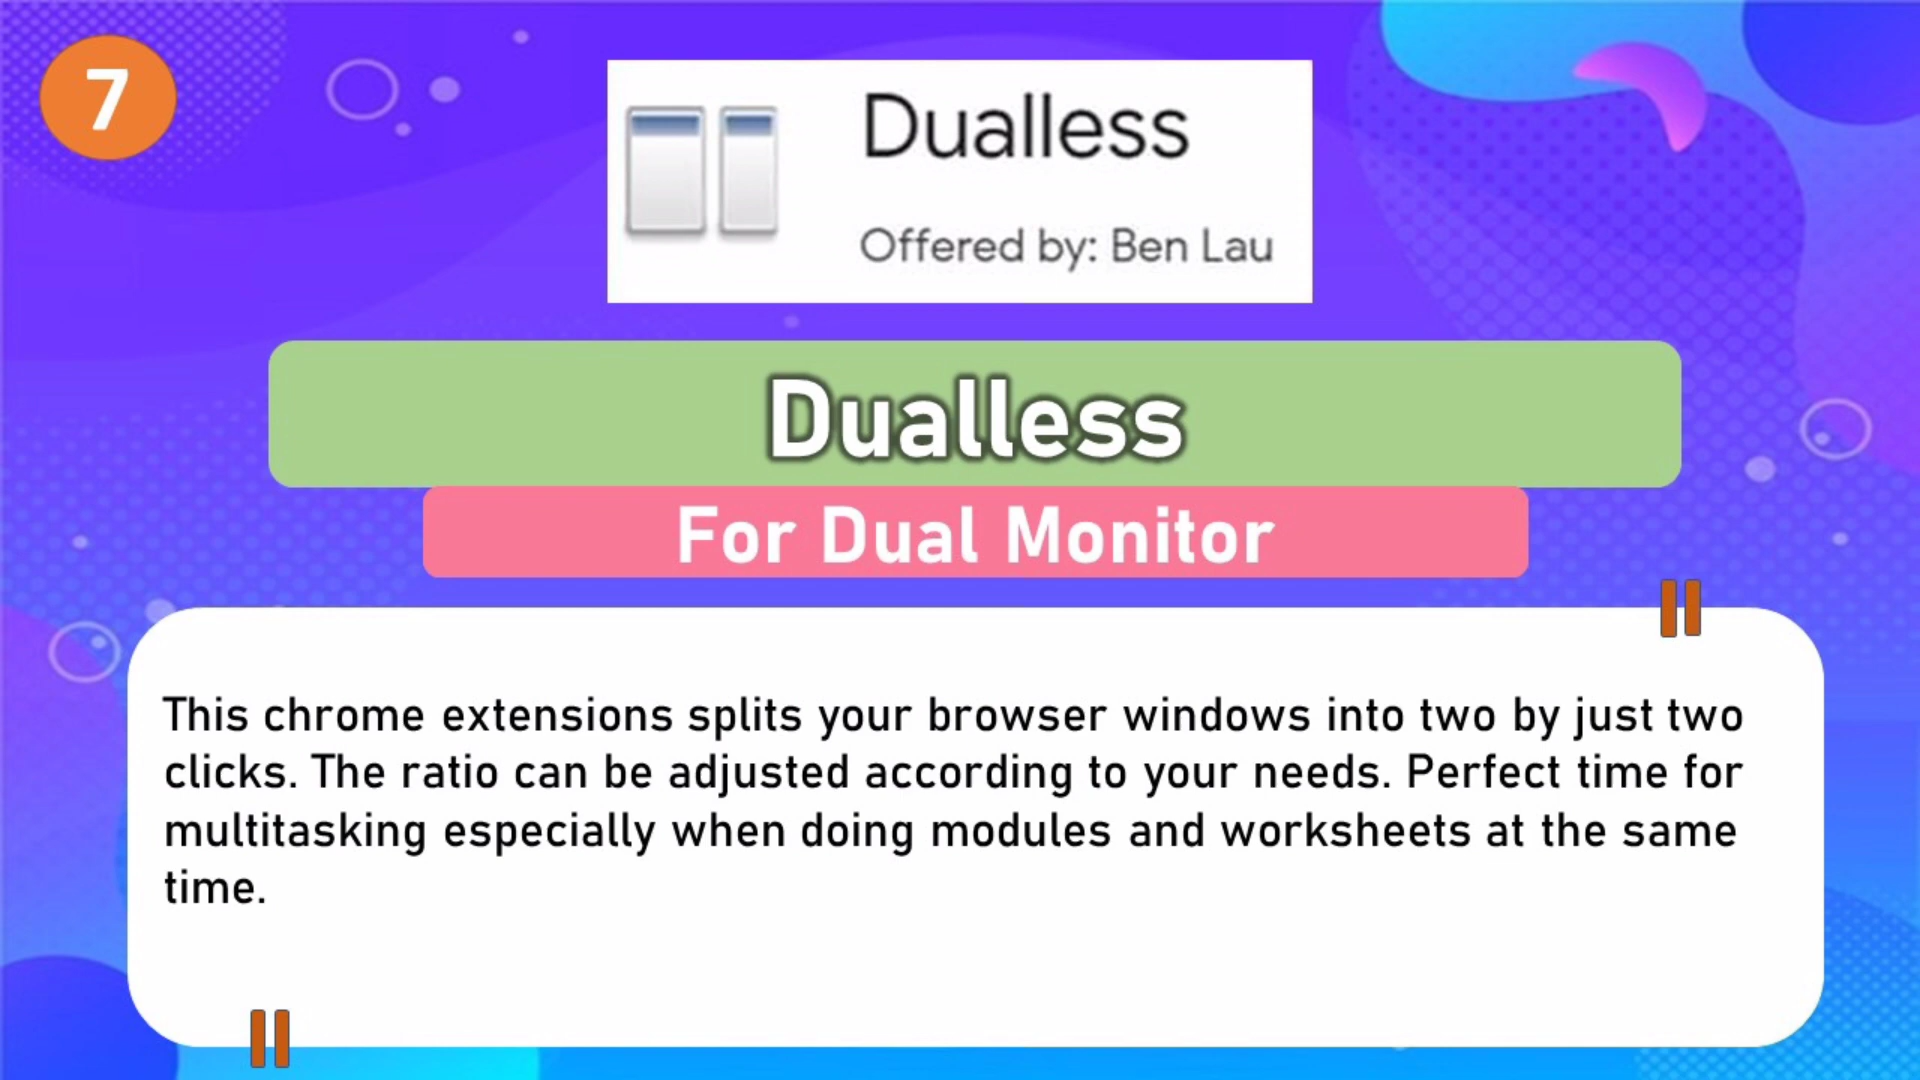 7
Dualless
Offered by: Ben Lau
Dualless
For Dual Monitor
This chrome extensions splits your browser windows into two by just two
clicks. The ratio can be adjusted according to your needs. Perfect time for
multitasking especially when doing modules and worksheets at the same
time.